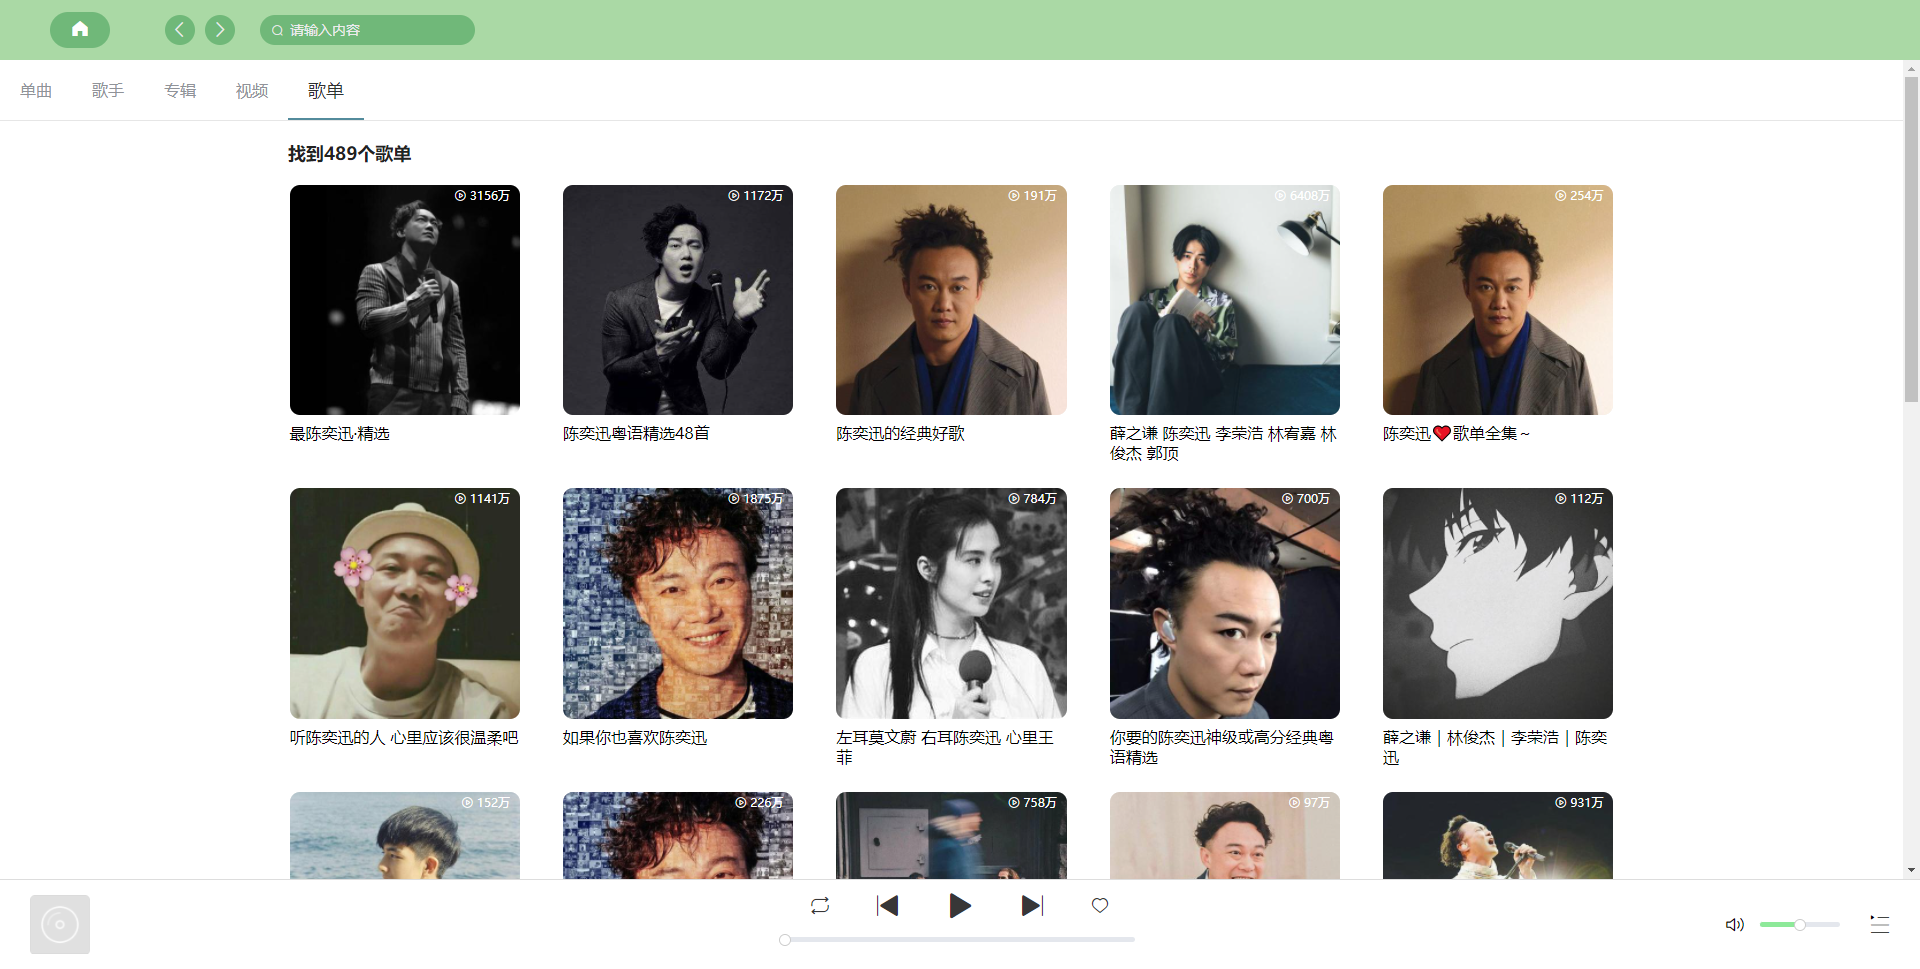 请输入内容
单曲 歌手 专辑 视频 歌单
找到489个歌单
3156万 1172万 191万 6408万 254万
最陈奕迅·精选 陈奕迅粤语精选48首 陈奕迅的经典好歌 薛之谦 陈奕迅 李荣浩 林宥嘉 林 陈奕迅❤️歌单全集～
俊杰 郭顶
1141万 1875万 784万 700万 112万
听陈奕迅的人 心里应该很温柔吧 如果你也喜欢陈奕迅 左耳莫文蔚 右耳陈奕迅 心里王 你要的陈奕迅神级或高分经典粤 薛之谦 | 林俊杰 | 李荣浩 | 陈奕
菲 语精选 迅
152万 226万 758万 97万 931万